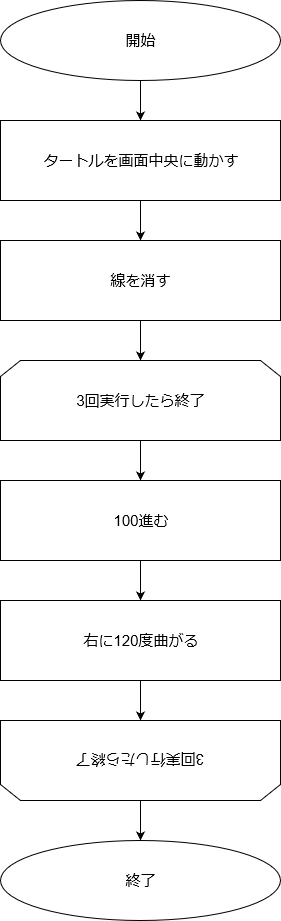 開始
タートルを画面中央に動かす
線を消す
3回実行したら終了
100進む
右に120度曲がる
3回実行したら終了
終了